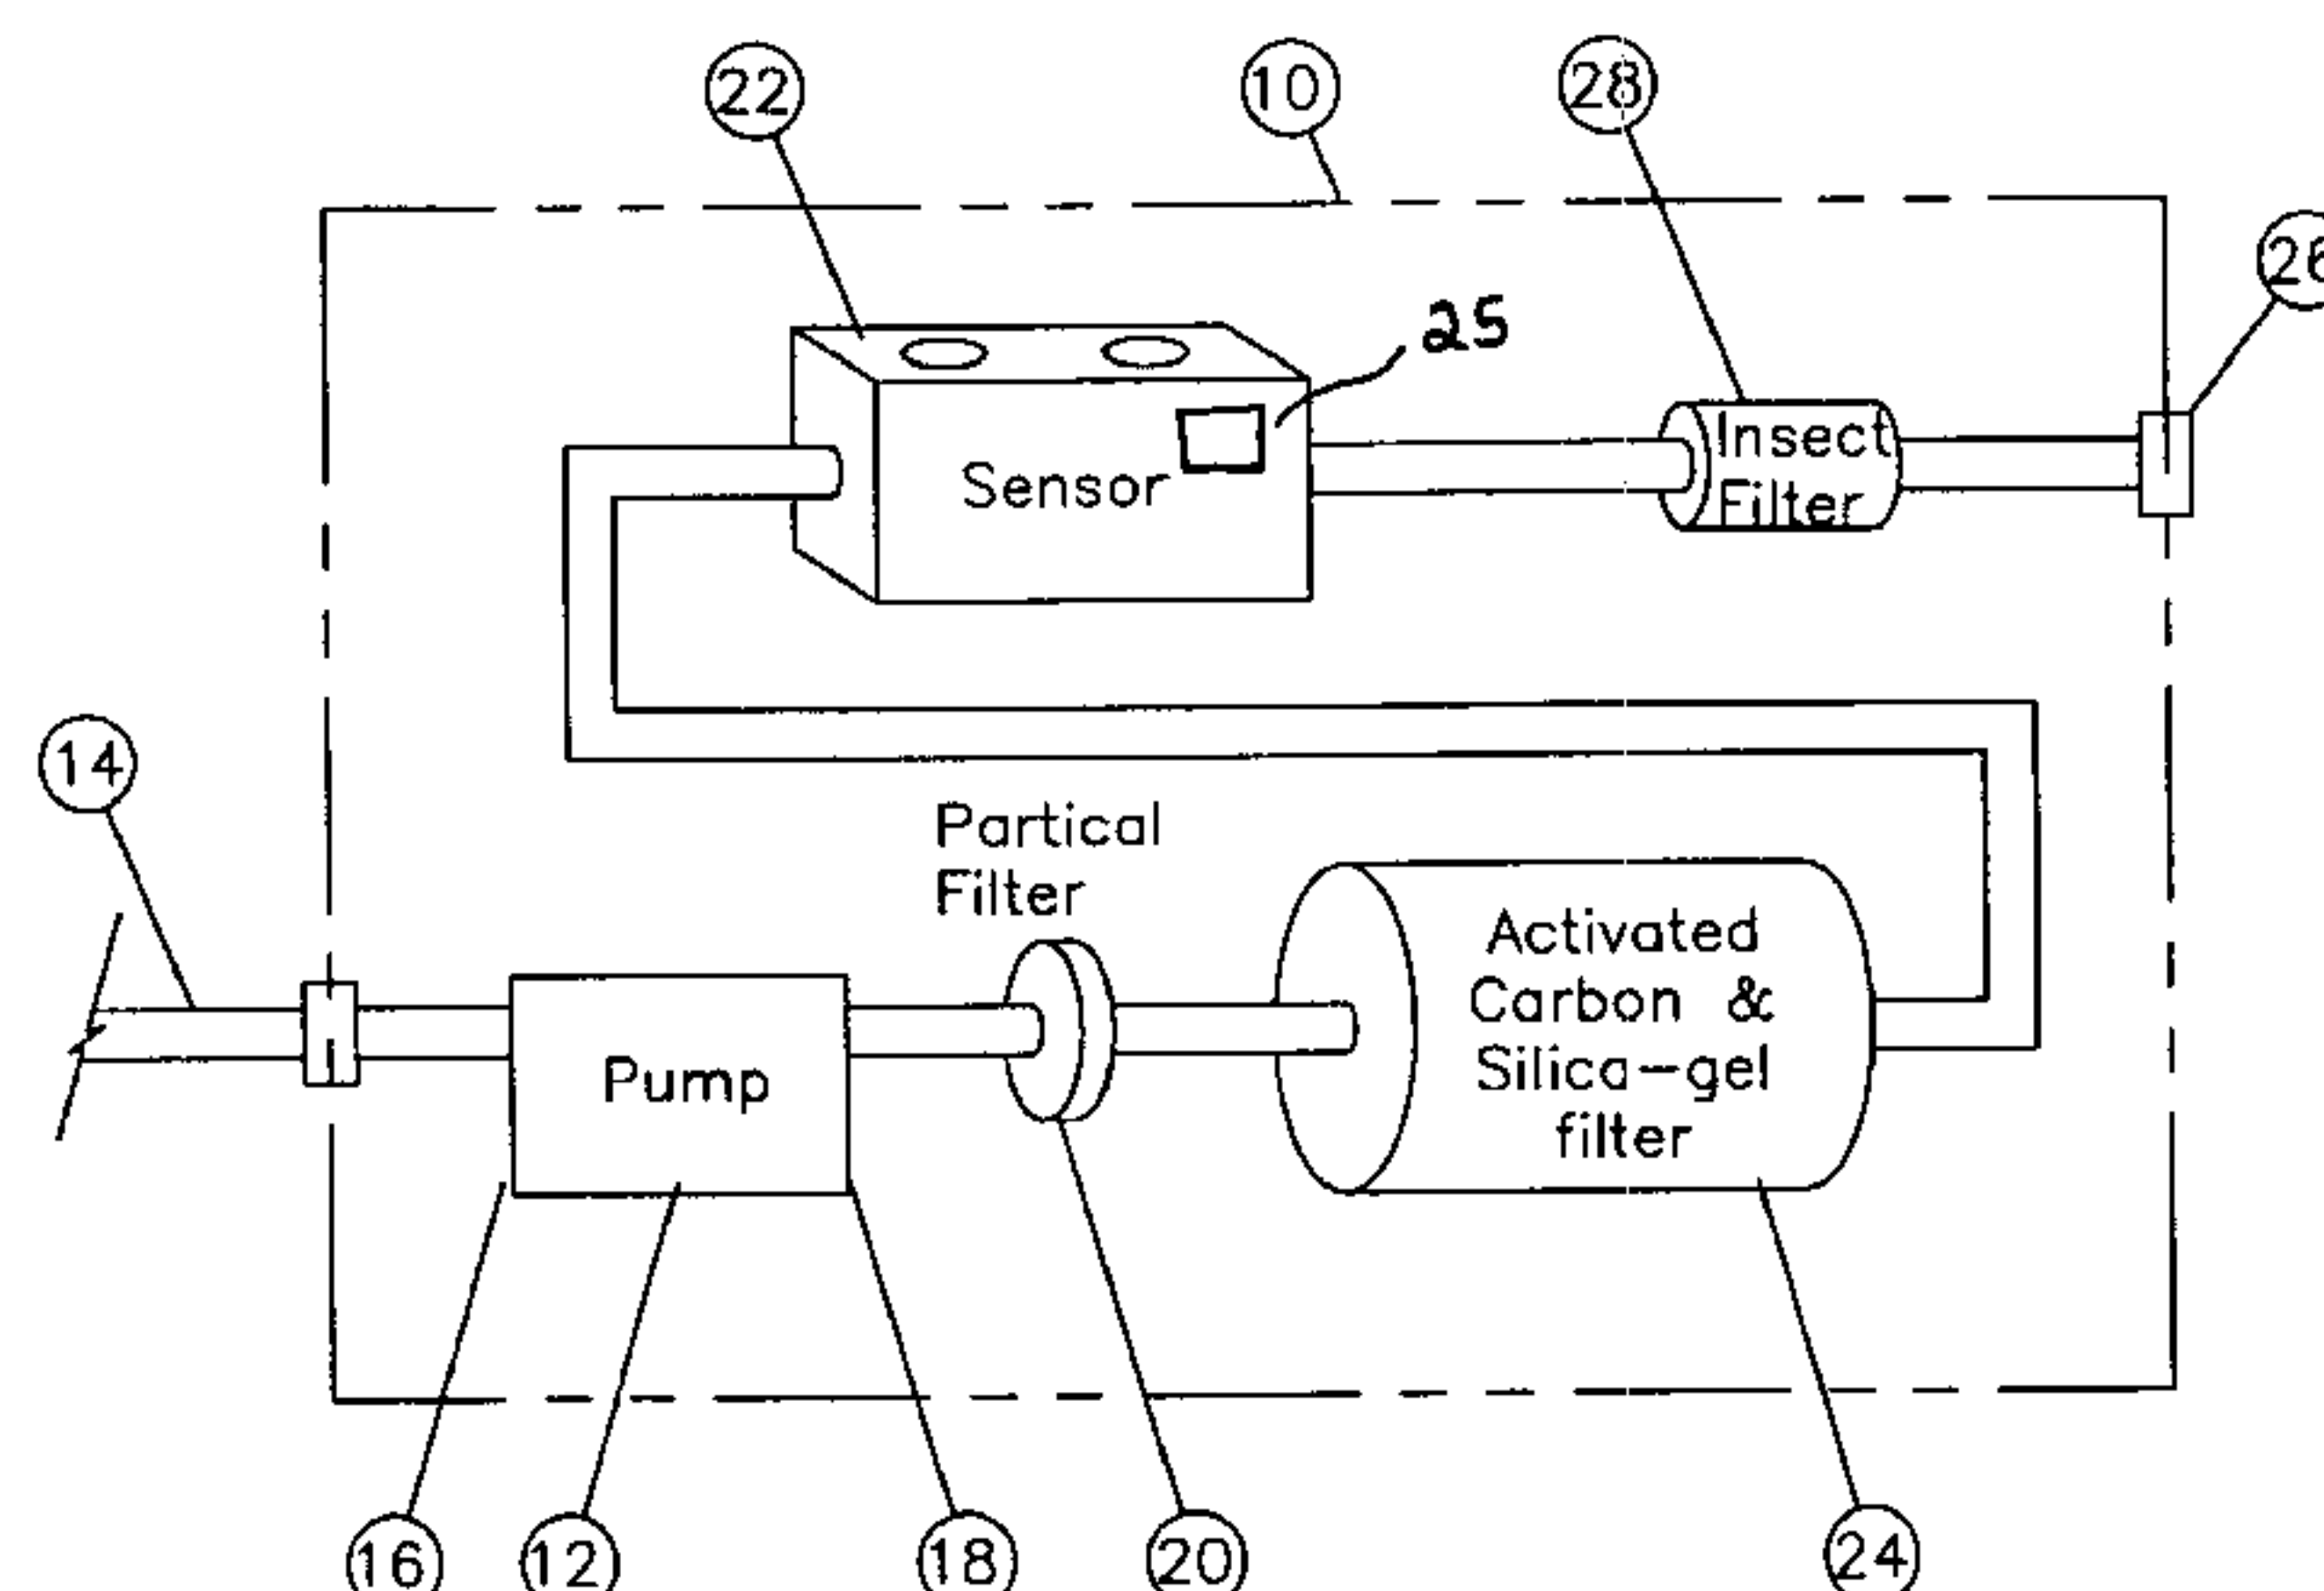 22
10
28
26
25
Sensor
Insect
Filter
14
Partical
Filter
Activated
Carbon &
Silica-gel
filter
Pump
16
12
18
20
24